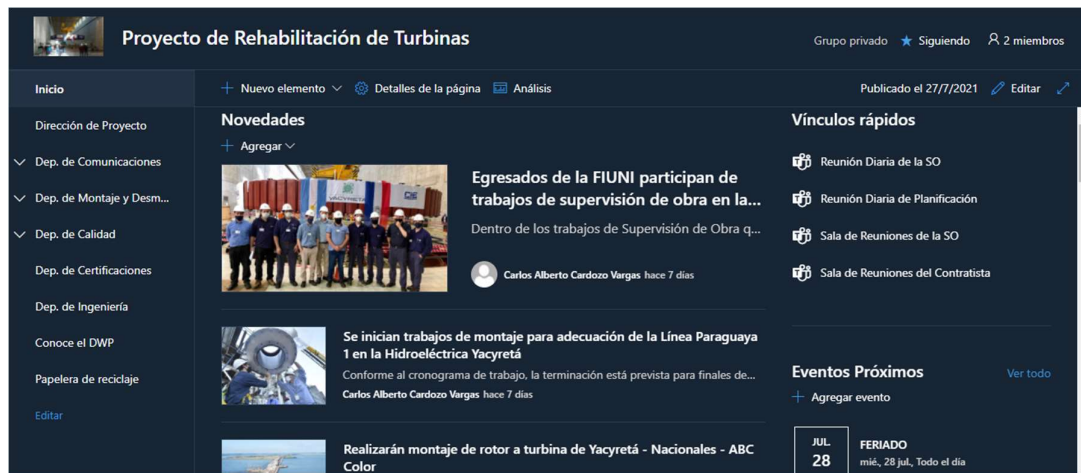 Proyecto de Rehabilitación de Turbinas
Grupo privado
Siguiendo
2 miembros
Inicio
Nuevo elemento
Detalles de la página
Análisis
Publicado el 27/7/2021
Editar
Dirección de Proyecto
Dep. de Comunicaciones
Dep. de Montaje y Desm...
Dep. de Calidad
Dep. de Certificaciones
Dep. de Ingeniería
Conoce el DWP
Papelera de reciclaje
Editar
Novedades
Agregar
YACYRETA
Egresados de la FIUNI participan de
trabajos de supervisión de obra en la...
Dentro de los trabajos de Supervisión de Obra q...
Carlos Alberto Cardozo Vargas hace 7 días
Se inician trabajos de montaje para adecuación de la Línea Paraguaya
1 en la Hidroeléctrica Yacyretá
Conforme al cronograma de trabajo, la terminación está prevista para finales de...
Carlos Alberto Cardozo Vargas hace 7 días
Realizarán montaje de rotor a turbina de Yacyretá - Nacionales - ABC
Color
Vínculos rápidos
Reunión Diaria de la SO
Reunión Diaria de Planificación
Sala de Reuniones de la SO
Sala de Reuniones del Contratista
Eventos Próximos
Ver todo
Agregar evento
JUL.
28
FERIADO
mié., 28 jul., Todo el día